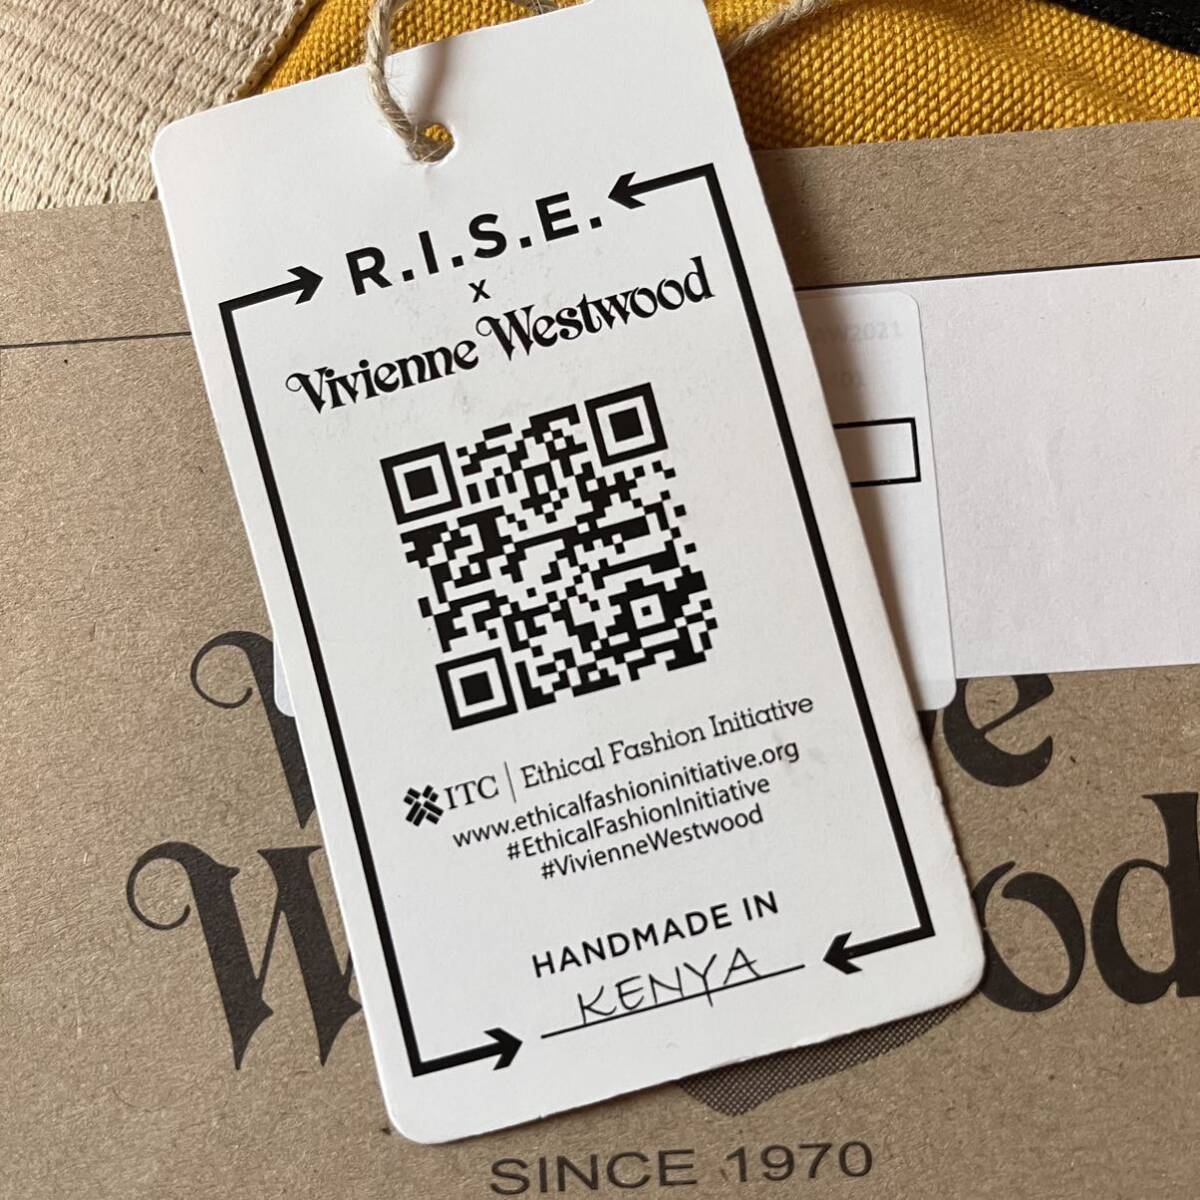 R.I.S.E.
x
Vivienne Westwood
ITC | Ethical Fashion Initiative
www.ethicalfashioninitiative.org
#EthicalFashionInitiative
#VivienneWestwood
HANDMADE IN
KENYA
SINCE 1970